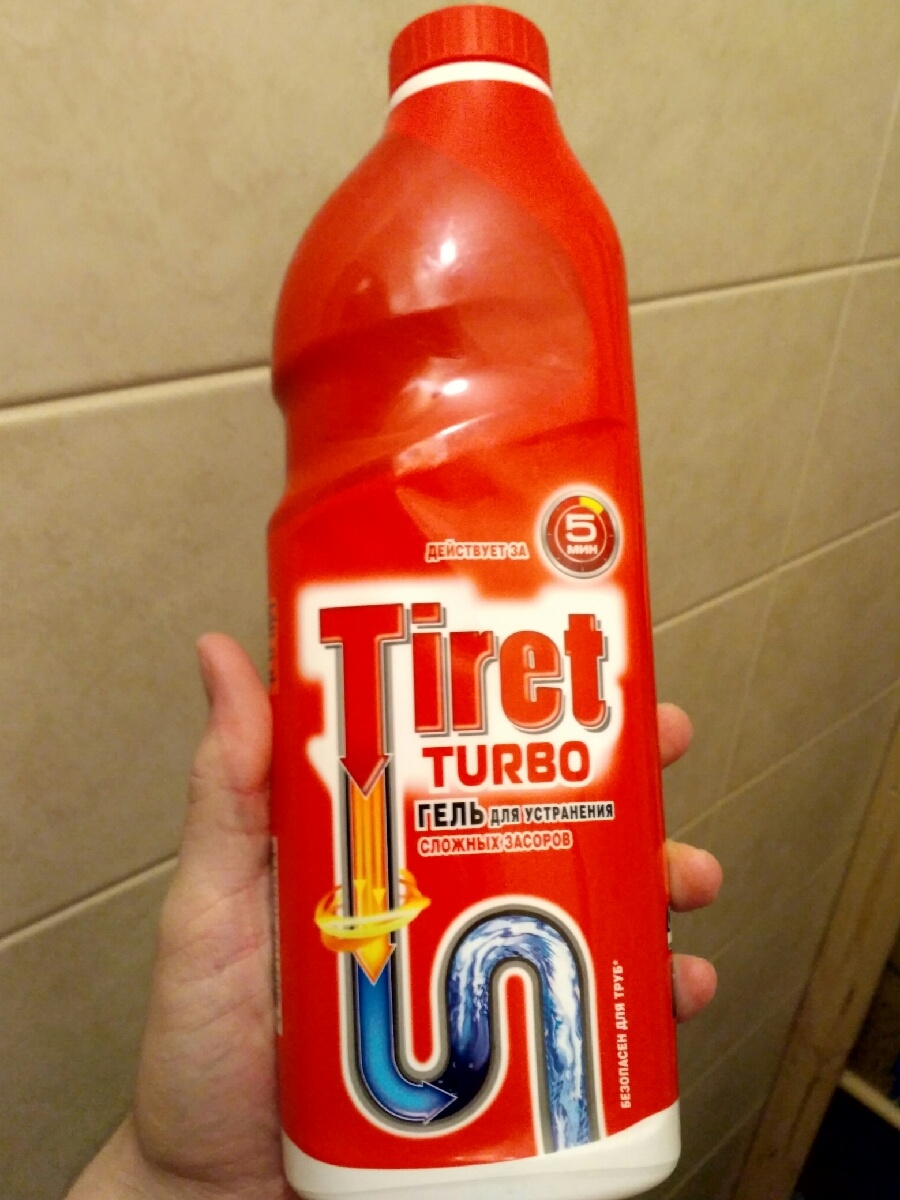 ДЕЙСТВУЕТ ЗА
5
МИН
Tiret
TURBO
ГЕЛЬ ДЛЯ УСТРАНЕНИЯ
СЛОЖНЫХ ЗАСОРОВ
БЕЗОПАСЕН ДЛЯ ТРУБ*